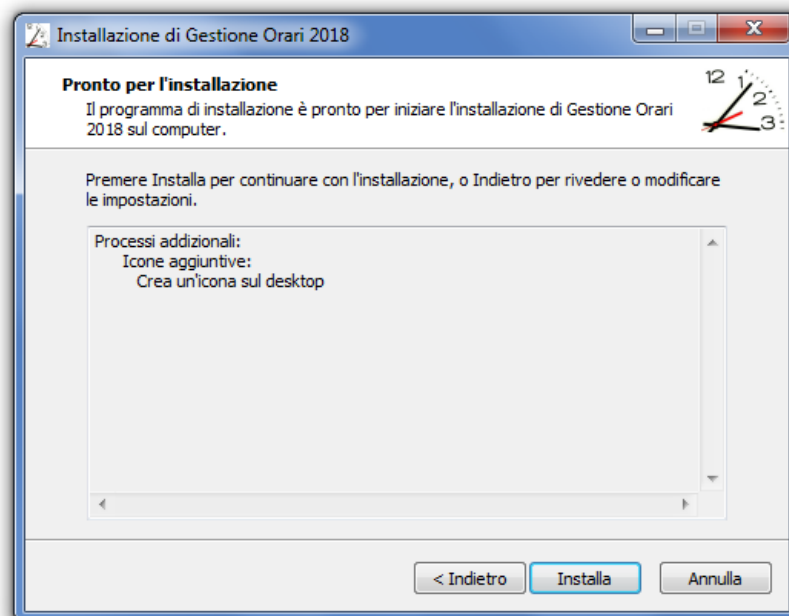 Installazione di Gestione Orari 2018
Pronto per l'installazione
Il programma di installazione è pronto per iniziare l'installazione di Gestione Orari
2018 sul computer.
12
1
2
3
Premere Installa per continuare con l'installazione, o Indietro per rivedere o modificare
le impostazioni.
Processi addizionali:
Icone aggiuntive:
Crea un'icona sul desktop
< Indietro
Installa
Annulla